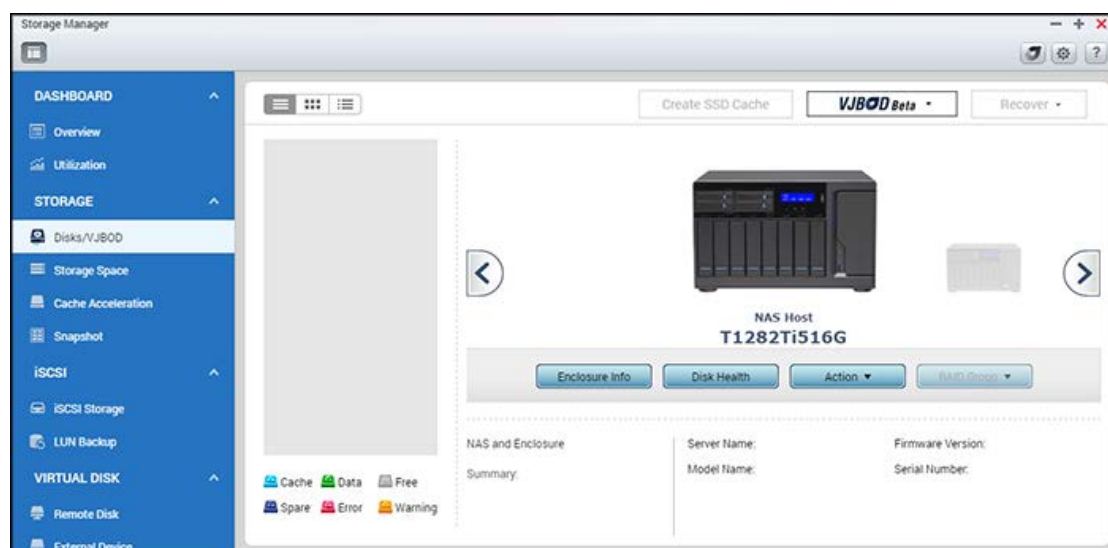 Storage Manager
?
DASHBOARD
Overview
Utilization
STORAGE
Disks/VJBOD
Storage Space
Cache Acceleration
Snapshot
iSCSI
iSCSI Storage
LUN Backup
VIRTUAL DISK
Remote Disk
External Device
Create SSD Cache
VJBOD Beta
Recover
NAS Host
T1282Ti516G
Enclosure Info
Disk Health
Action
RAID Group
Cache Data Free
Spare Error Warning
NAS and Enclosure
Summary:
Server Name:
Model Name:
Firmware Version:
Serial Number: